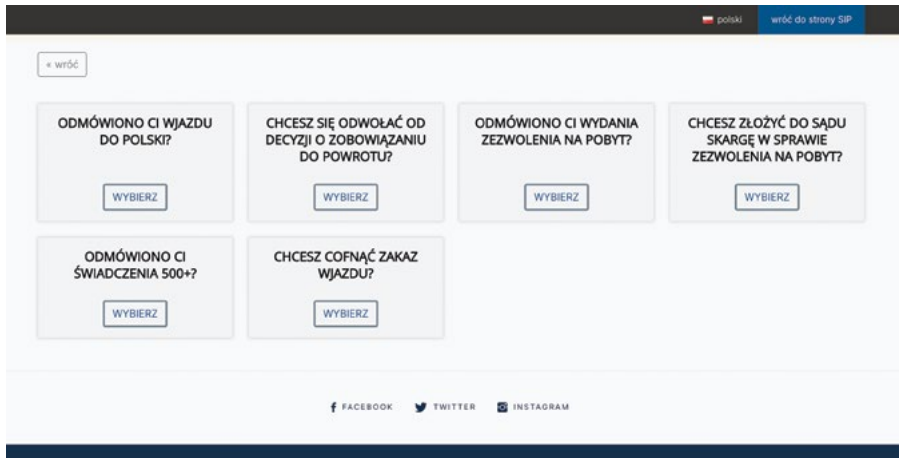 polski
wróć do strony SIP
« wróć
ODMÓWIONO CI WJAZDU
DO POLSKI?
WYBIERZ
CHCESZ SIĘ ODWOŁAĆ OD
DECYZJI O ZOBOWIĄZANIU
DO POWROTU?
WYBIERZ
ODMÓWIONO CI WYDANIA
ZEZWOLENIA NA POBYT?
WYBIERZ
CHCESZ ZŁOŻYĆ DO SĄDU
SKARGĘ W SPRAWIE
ZEZWOLENIA NA POBYT?
WYBIERZ
ODMÓWIONO CI
ŚWIADCZENIA 500+?
WYBIERZ
CHCESZ COFNĄĆ ZAKAZ
WJAZDU?
WYBIERZ
FACEBOOK
TWITTER
INSTAGRAM